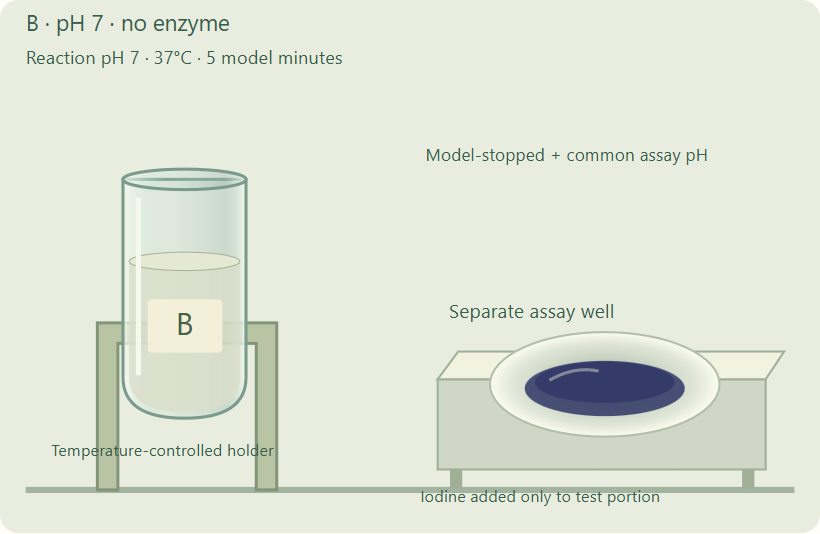 B · pH 7 · no enzyme
Reaction pH 7 · 37°C · 5 model minutes
Model-stopped + common assay pH
Separate assay well
B
Temperature-controlled holder
Iodine added only to test portion